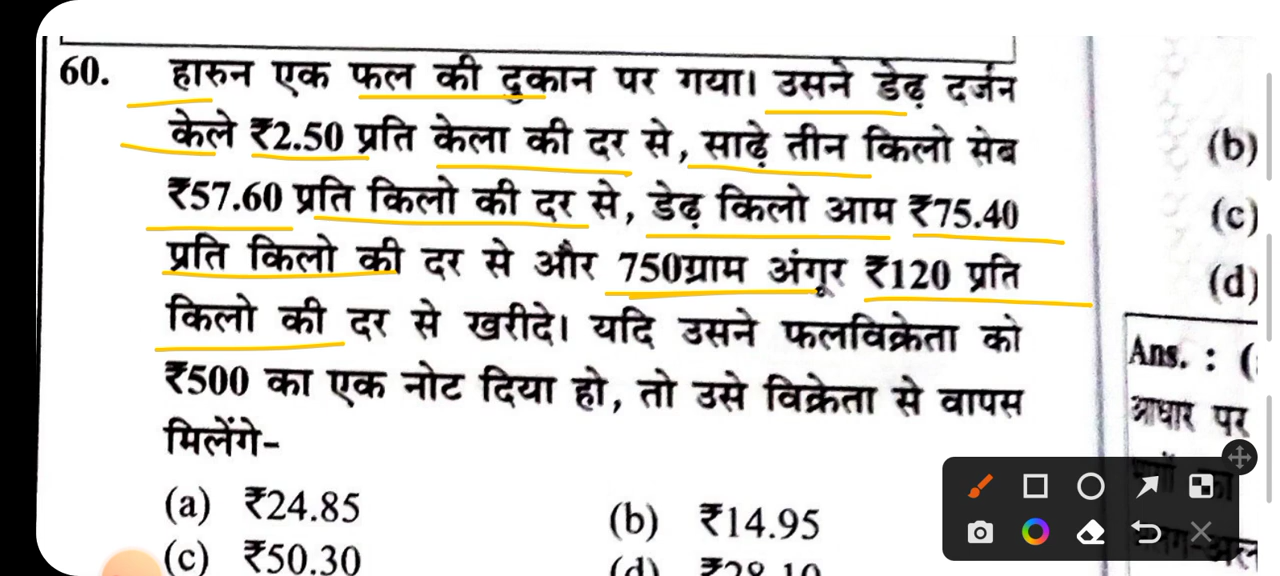 60. हारुन एक फल की दुकान पर गया। उसने डेढ़ दर्जन
केले ₹2.50 प्रति केला की दर से, साढ़े तीन किलो सेब
₹57.60 प्रति किलो की दर से, डेढ़ किलो आम ₹75.40
प्रति किलो की दर से और 750ग्राम अंगूर ₹120 प्रति
किलो की दर से खरीदे। यदि उसने फलविक्रेता को
₹500 का एक नोट दिया हो, तो उसे विक्रेता से वापस
मिलेंगे-
(a) ₹24.85 (b) ₹14.95
(c) ₹50.30 (d) ₹28.10
(b)
(c)
(d)
Ans. : (
आधार पर